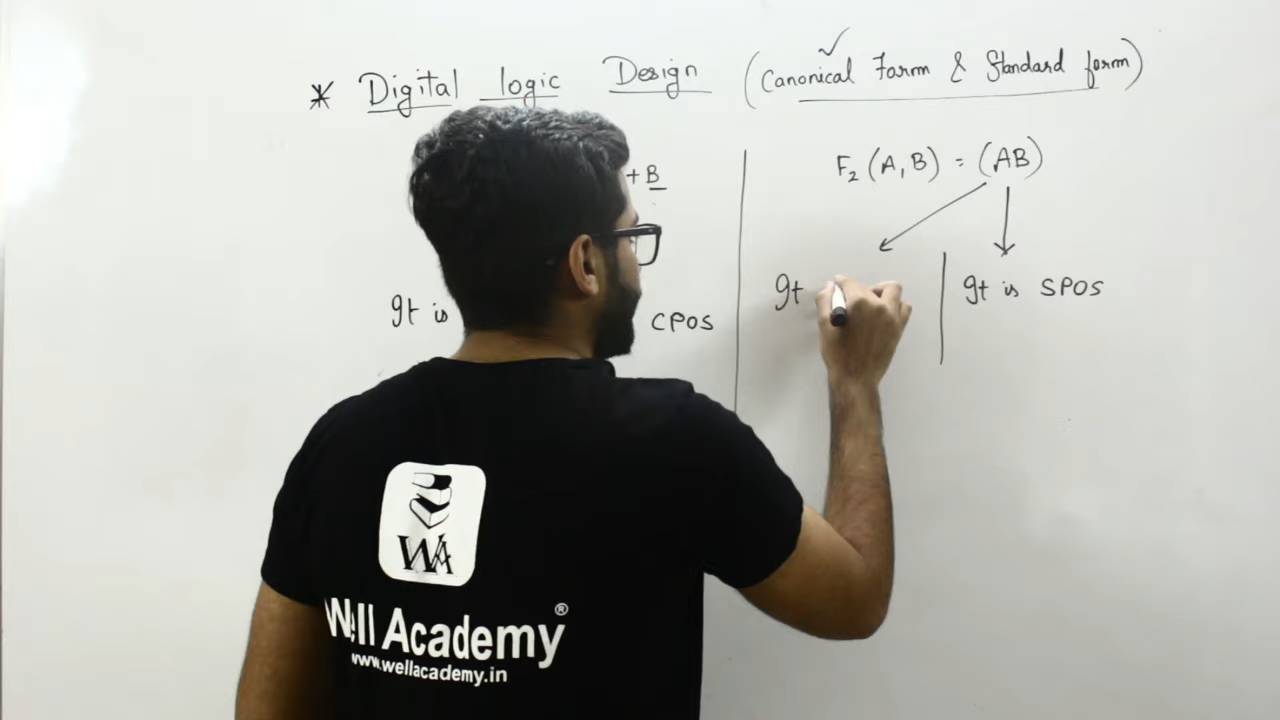 * Digital logic Design (Canonical Form & Standard form)
+ B
It is
CPOS
F₂ (A, B) = (AB)
It
It is SPOS
WA
Well Academy®
www.wellacademy.in